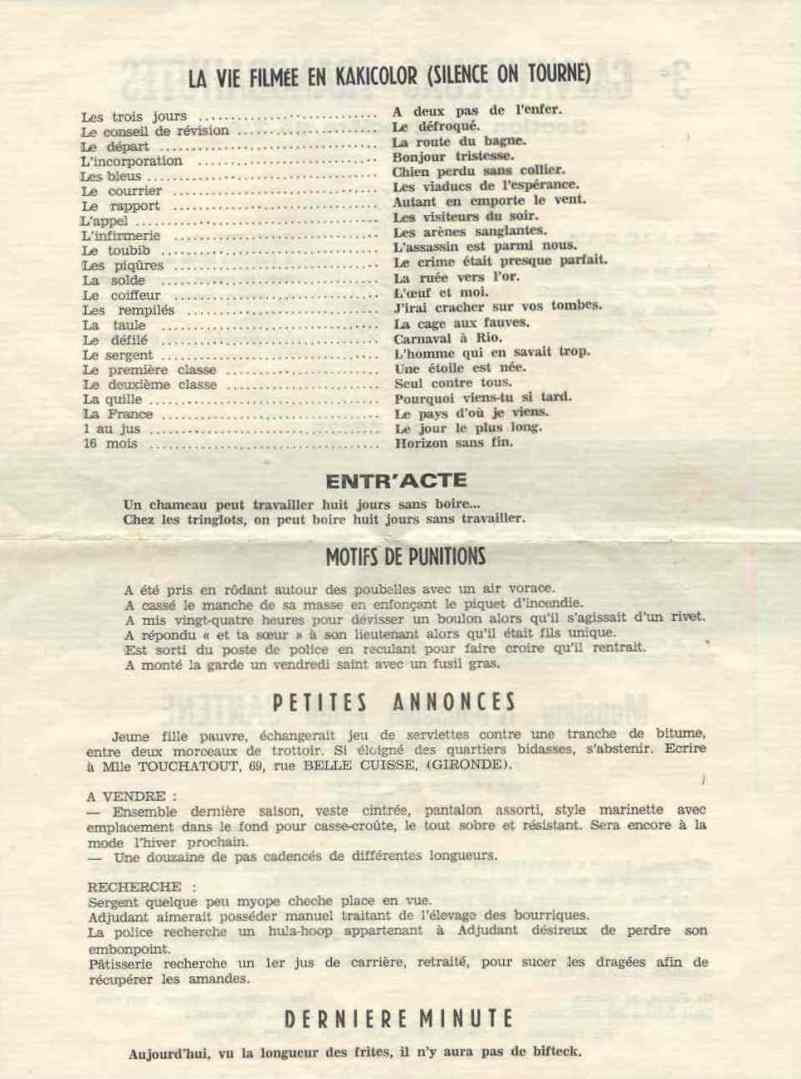 LA VIE FILMÉE EN KAKICOLOR (SILENCE ON TOURNE)
Les trois jours .............................. A deux pas de l'enfer.
Le conseil de révision ...................... Le défroqué.
Le départ .............................. La route du bagne.
L'incorporation .............................. Bonjour tristesse.
Les bleus .............................. Chien perdu sans collier.
Le courrier .............................. Les viaducs de l'espérance.
Le rapport .............................. Autant en emporte le vent.
L'appel .............................. Les visiteurs du soir.
L'infirmerie .............................. Les arènes sanglantes.
Le toubib .............................. L'assassin est parmi nous.
Les piqûres .............................. Le crime était presque parfait.
La solde .............................. La ruée vers l'or.
Le coiffeur .............................. L'œuf et moi.
Les rempilés .............................. J'irai cracher sur vos tombes.
La taule .............................. La cage aux fauves.
Le défilé .............................. Carnaval à Rio.
Le sergent .............................. L'homme qui en savait trop.
Le première classe ...................... Une étoile est née.
Le deuxième classe ...................... Seul contre tous.
La quille .............................. Pourquoi viens-tu si tard.
La France .............................. Le pays d'où je viens.
1 au jus .............................. Le jour le plus long.
16 mois .............................. Horizon sans fin.
ENTR'ACTE
Un chameau peut travailler huit jours sans boire...
Chez les tringlots, on peut boire huit jours sans travailler.
MOTIFS DE PUNITIONS
A été pris en rôdant autour des poubelles avec un air vorace.
A cassé le manche de sa masse en enfonçant le piquet d'incendie.
A mis vingt-quatre heures pour dévisser un boulon alors qu'il s'agissait d'un rivet.
A répondu « et ta sœur » à son lieutenant alors qu'il était fils unique.
Est sorti du poste de police en reculant pour faire croire qu'il rentrait.
A monté la garde un vendredi saint avec un fusil gras.
PETITES ANNONCES
Jeune fille pauvre, échangerait jeu de serviettes contre une tranche de bitume,
entre deux morceaux de trottoir. Si éloigné des quartiers bidasses, s'abstenir. Ecrire
à Mlle TOUCHATOUT, 69, rue BELLE CUISSE, (GIRONDE).
A VENDRE :
— Ensemble dernière saison, veste cintrée, pantalon assorti, style marinette avec
emplacement dans le fond pour casse-croûte, le tout sobre et résistant. Sera encore à la
mode l'hiver prochain.
— Une douzaine de pas cadencés de différentes longueurs.
RECHERCHE :
Sergent quelque peu myope cheche place en vue.
Adjudant aimerait posséder manuel traitant de l'élevage des bourriques.
La police recherche un hula-hoop appartenant à Adjudant désireux de perdre son
embonpoint.
Pâtisserie recherche un 1er jus de carrière, retraité, pour sucer les dragées afin de
récupérer les amandes.
DERNIERE MINUTE
Aujourd'hui, vu la longueur des frites, il n'y aura pas de bifteck.